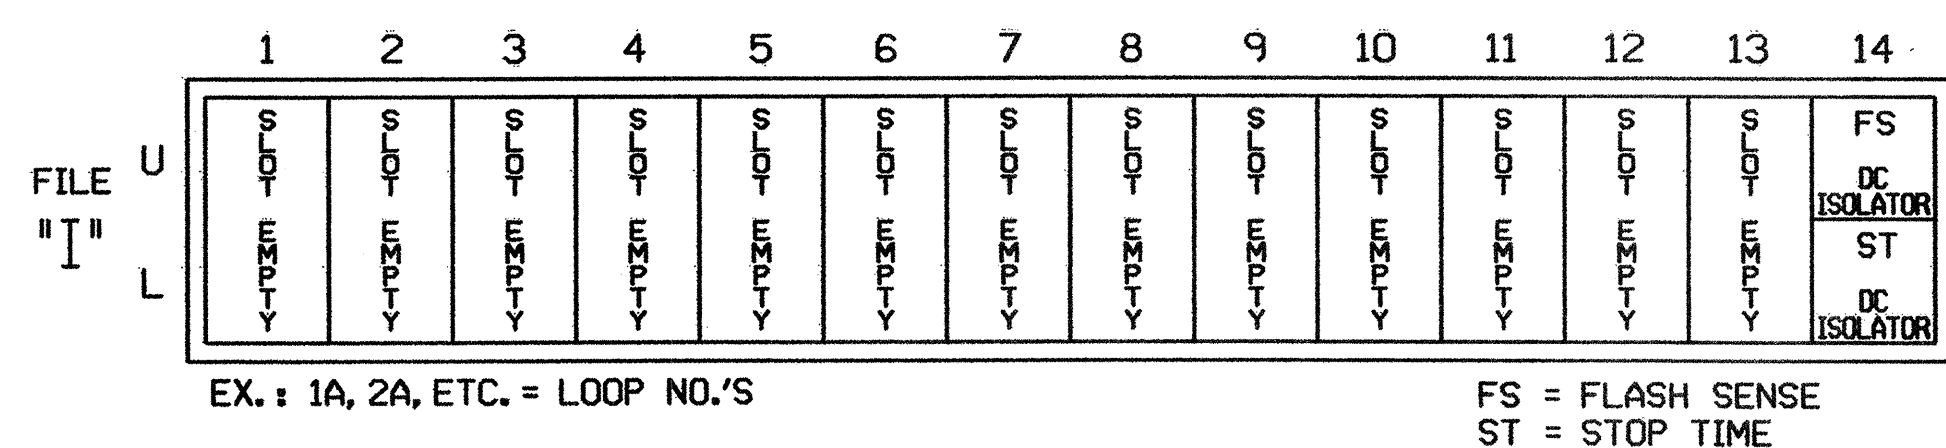 1 2 3 4 5 6 7 8 9 10 11 12 13 14
FILE
"I"
U
L
SLOT EMPTY
SLOT EMPTY
SLOT EMPTY
SLOT EMPTY
SLOT EMPTY
SLOT EMPTY
SLOT EMPTY
SLOT EMPTY
SLOT EMPTY
SLOT EMPTY
SLOT EMPTY
SLOT EMPTY
SLOT EMPTY
FS
DC
ISOLATOR
ST
DC
ISOLATOR
EX.: 1A, 2A, ETC. = LOOP NO.'S
FS = FLASH SENSE
ST = STOP TIME